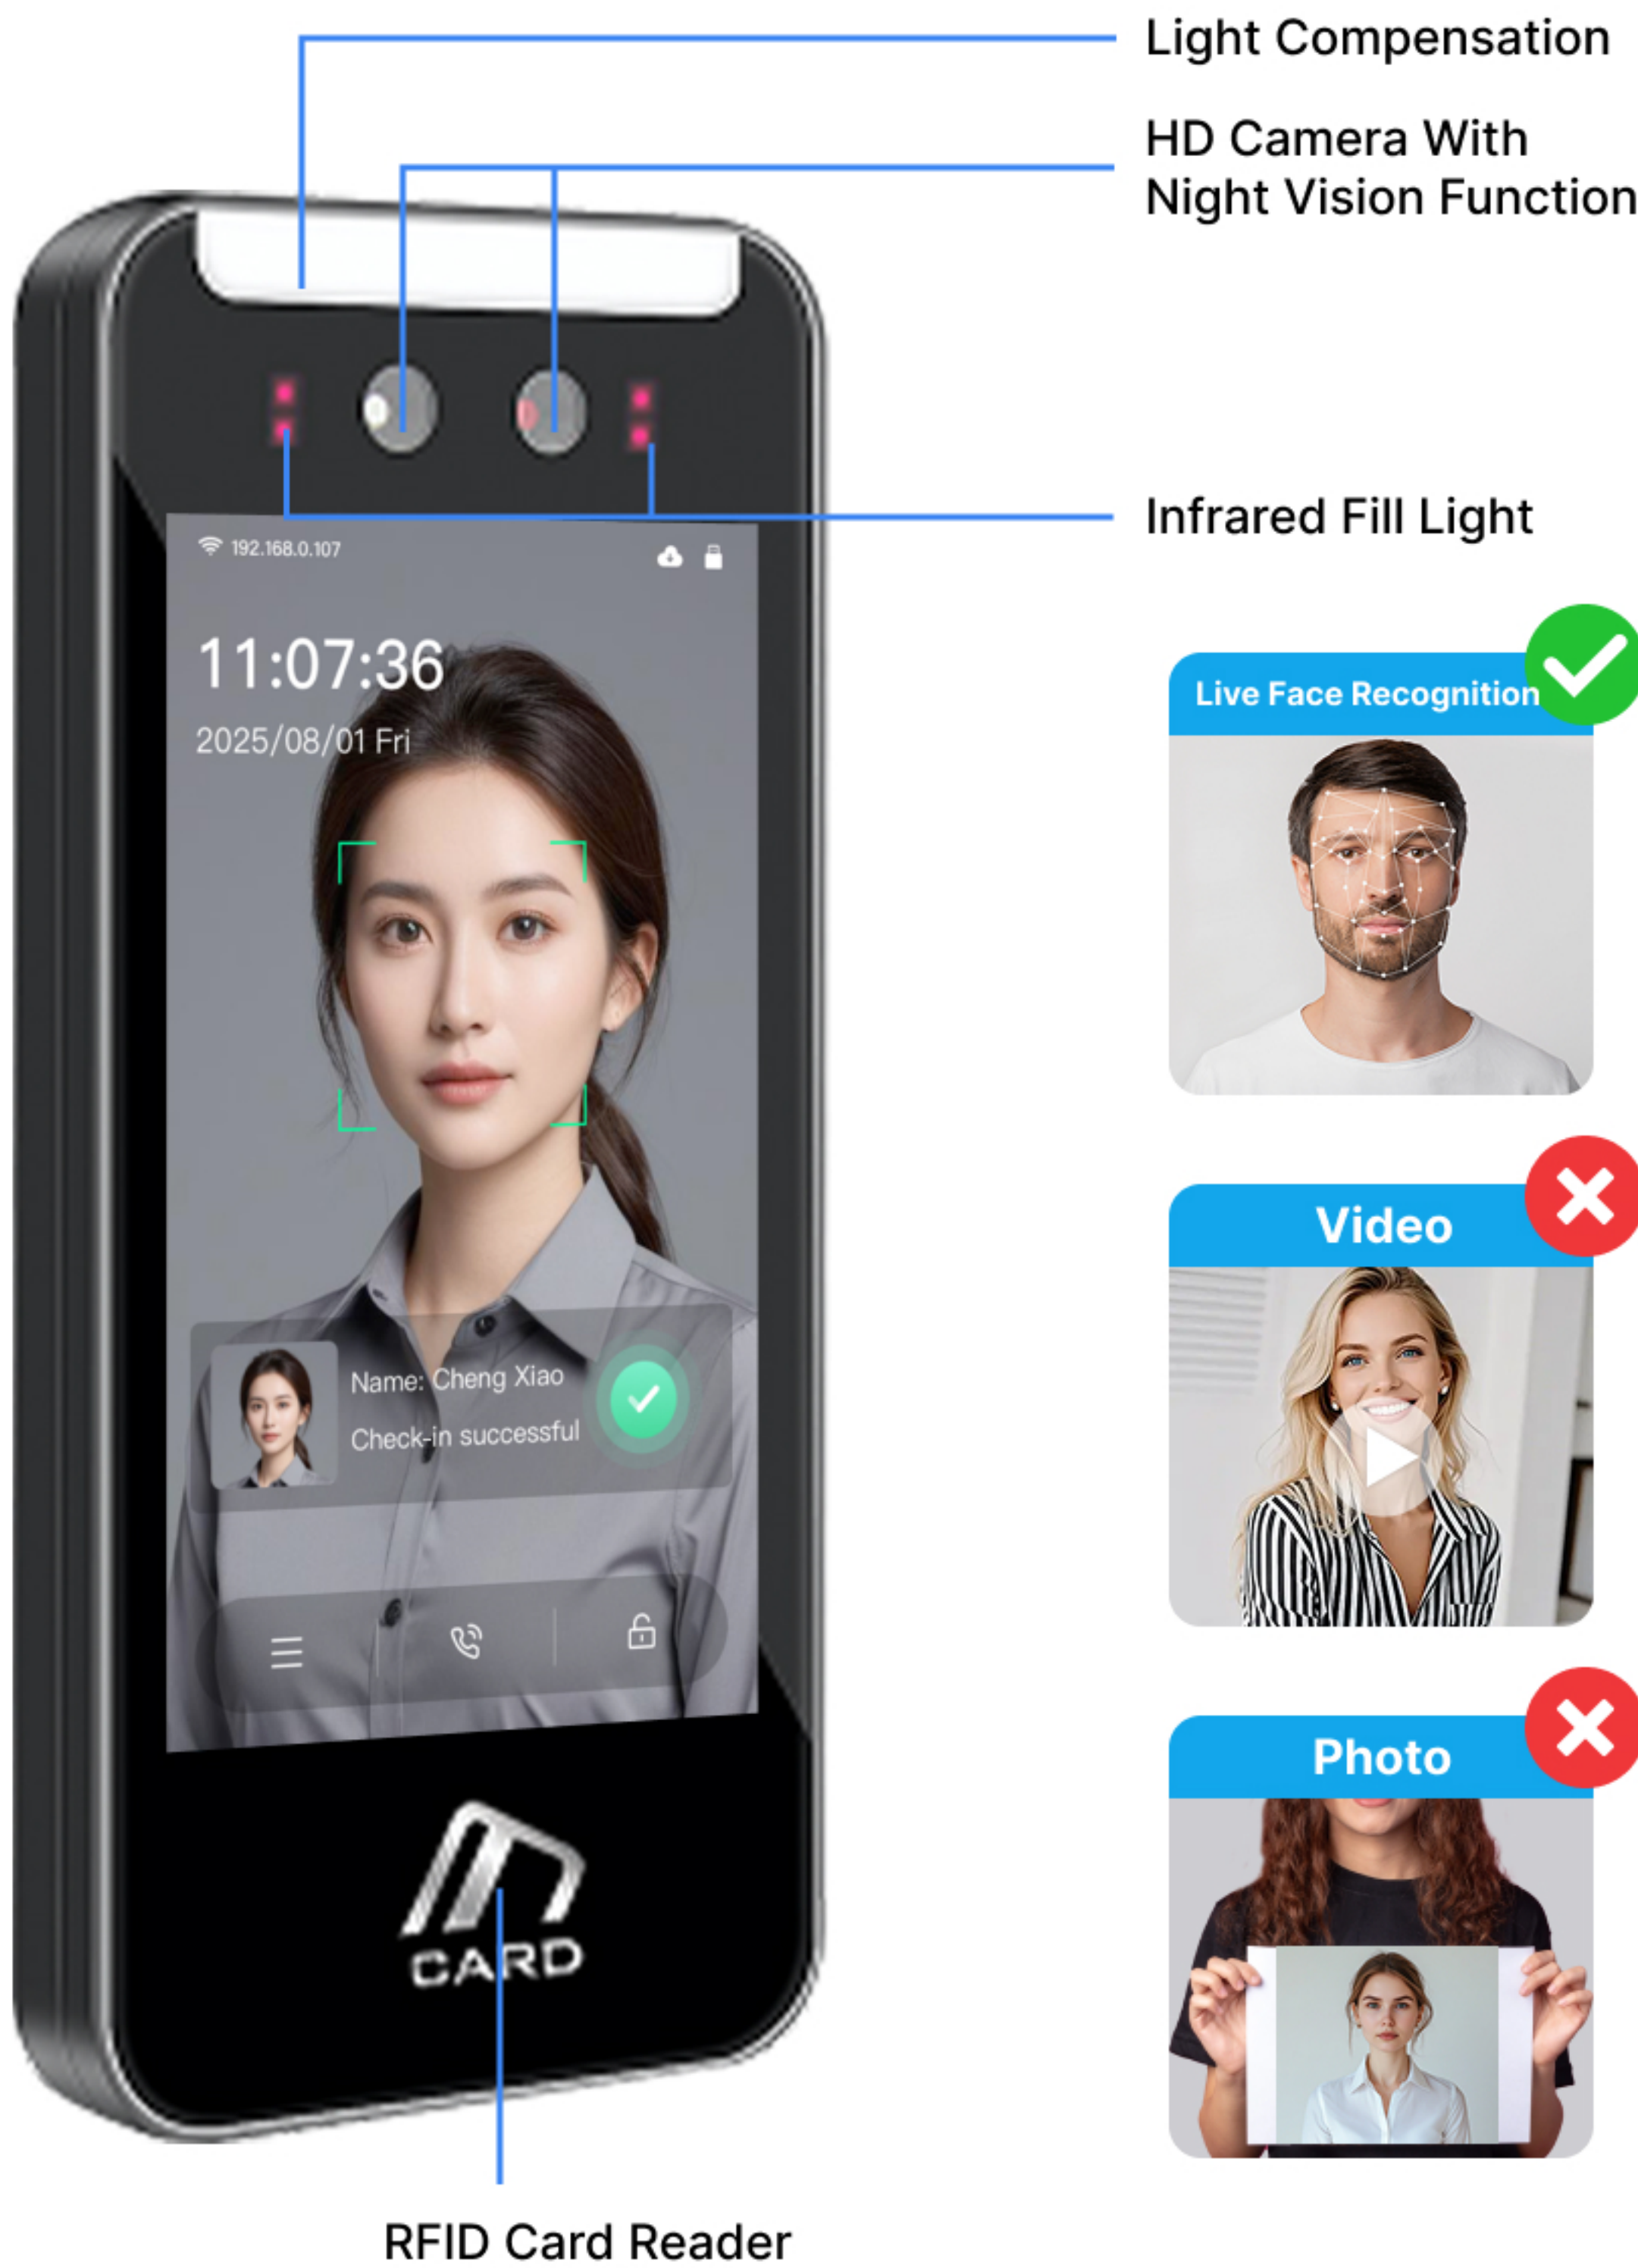 Light Compensation
HD Camera With
Night Vision Function
Infrared Fill Light
192.168.0.107
11:07:36
2025/08/01 Fri
Name: Cheng Xiao
Check-in successful
CARD
RFID Card Reader
Live Face Recognition
Video
Photo